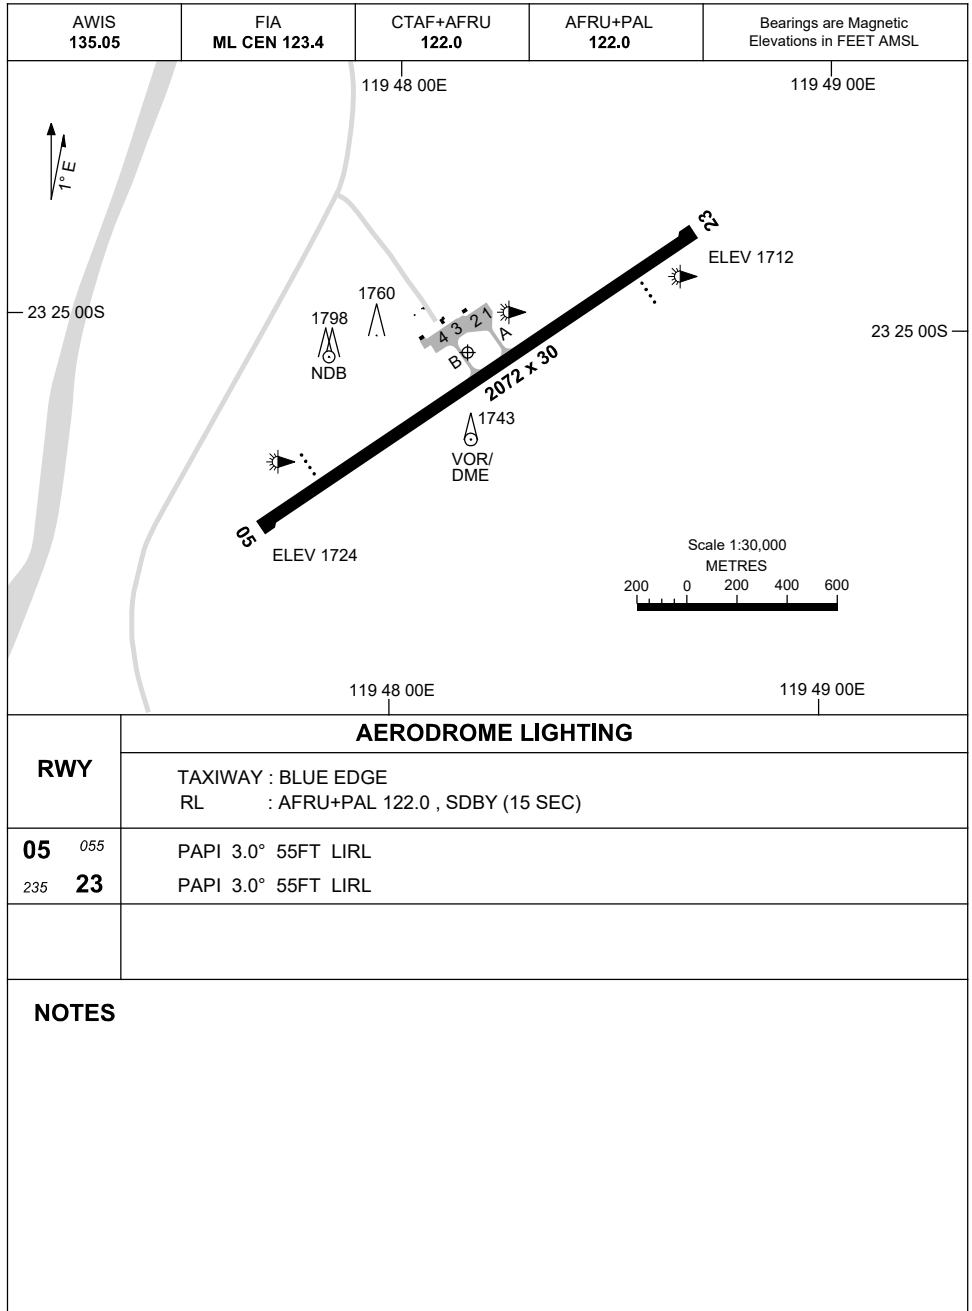 AWIS
135.05
FIA
ML CEN 123.4
CTAF+AFRU
122.0
AFRU+PAL
122.0
Bearings are Magnetic
Elevations in FEET AMSL
119 48 00E
119 49 00E
1° E
23
ELEV 1712
1760
23 25 00S
1798
4 3 2 1
A
23 25 00S
B
NDB
2072 x 30
1743
VOR/
DME
05
ELEV 1724
Scale 1:30,000
METRES
200 0 200 400 600
119 48 00E
119 49 00E
RWY
AERODROME LIGHTING
TAXIWAY : BLUE EDGE
RL : AFRU+PAL 122.0 , SDBY (15 SEC)
05 055 PAPI 3.0° 55FT LIRL
235 23 PAPI 3.0° 55FT LIRL
NOTES